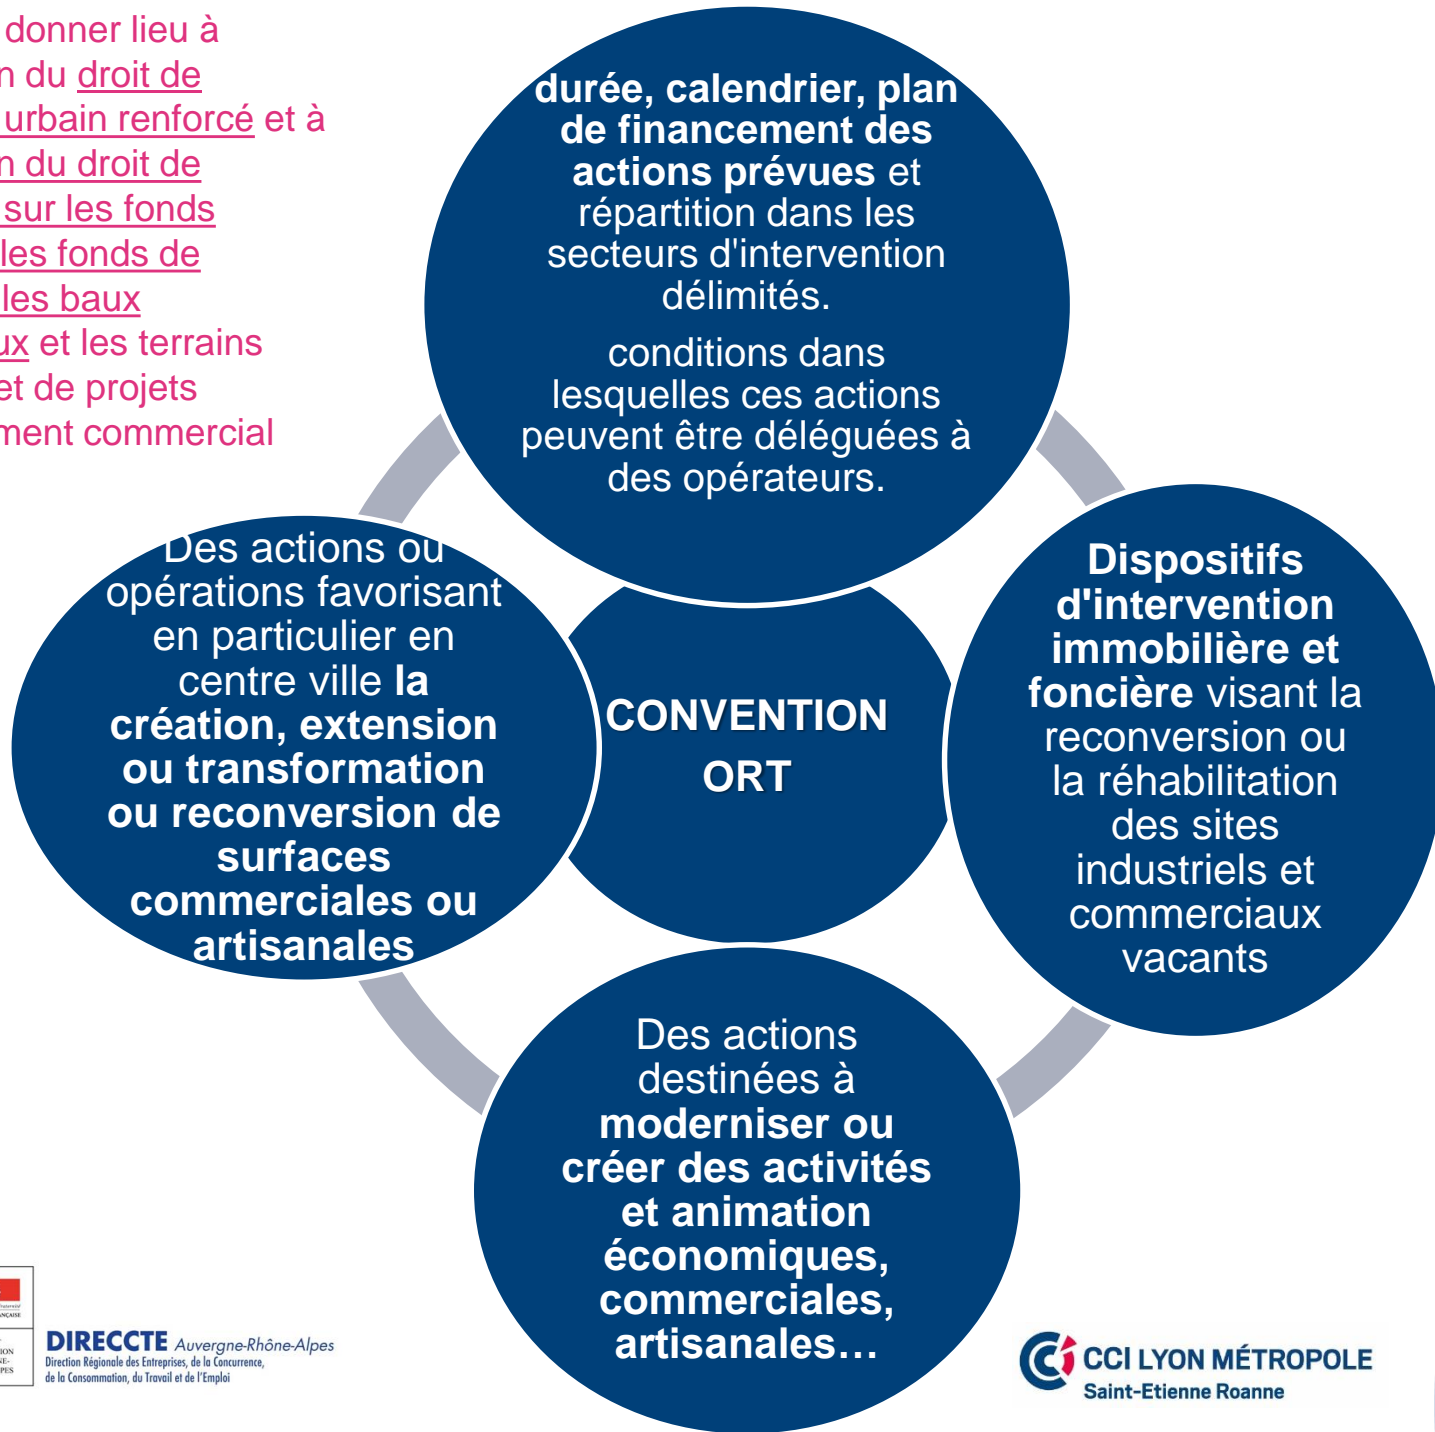 donner lieu à
n du droit de
urbain renforcé et à
n du droit de
sur les fonds
les fonds de
les baux
ux et les terrains
et de projets
ment commercial
durée, calendrier, plan
de financement des
actions prévues et
répartition dans les
secteurs d'intervention
délimités.
conditions dans
lesquelles ces actions
peuvent être déléguées à
des opérateurs.
Des actions ou
opérations favorisant
en particulier en
centre ville la
création, extension
ou transformation
ou reconversion de
surfaces
commerciales ou
artisanales
CONVENTION
ORT
Dispositifs
d'intervention
immobilière et
foncière visant la
reconversion ou
la réhabilitation
des sites
industriels et
commerciaux
vacants
Des actions
destinées à
moderniser ou
créer des activités
et animation
économiques,
commerciales,
artisanales…
DIRECCTE Auvergne-Rhône-Alpes
Direction Régionale des Entreprises, de la Concurrence,
de la Consommation, du Travail et de l'Emploi
CCI LYON MÉTROPOLE
Saint-Etienne Roanne